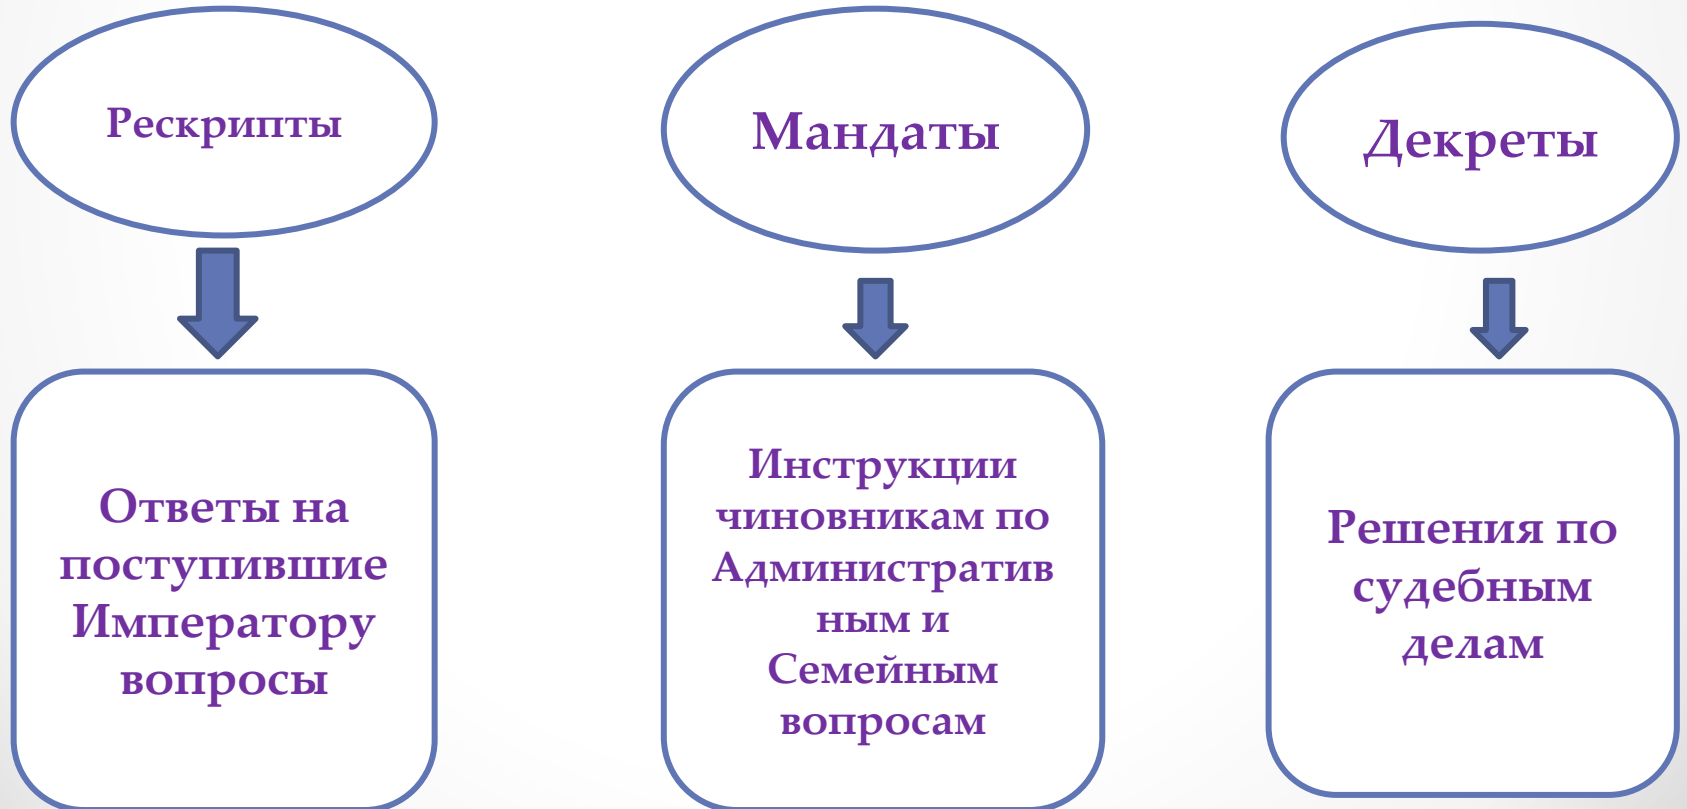 Рескрипты
Мандаты
Декреты
Ответы на
поступившие
Императору
вопросы
Инструкции
чиновникам по
Административ
ным и
Семейным
вопросам
Решения по
судебным
делам